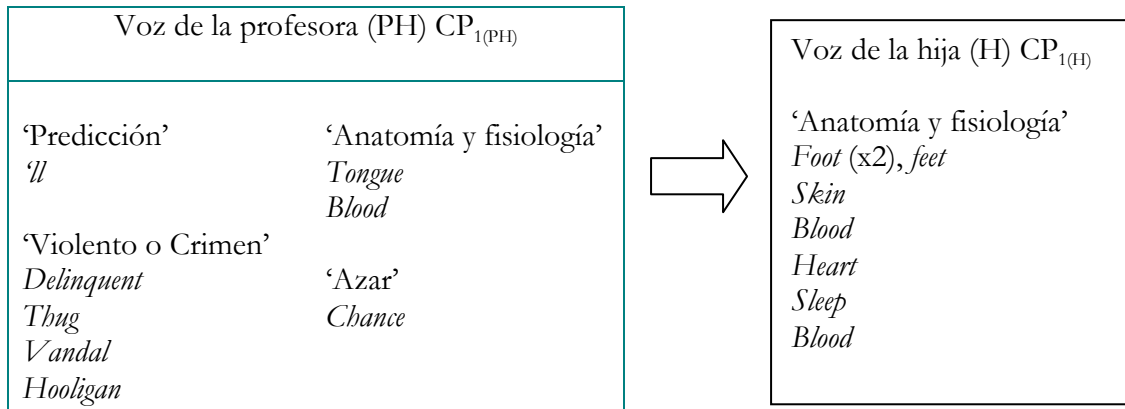 Voz de la profesora (PH) CP1(PH)
‘Predicción’
‘ll
‘Violento o Crimen’
Delinquent
Thug
Vandal
Hooligan
‘Anatomía y fisiología’
Tongue
Blood
‘Azar’
Chance
Voz de la hija (H) CP1(H)
‘Anatomía y fisiología’
Foot (x2), feet
Skin
Blood
Heart
Sleep
Blood